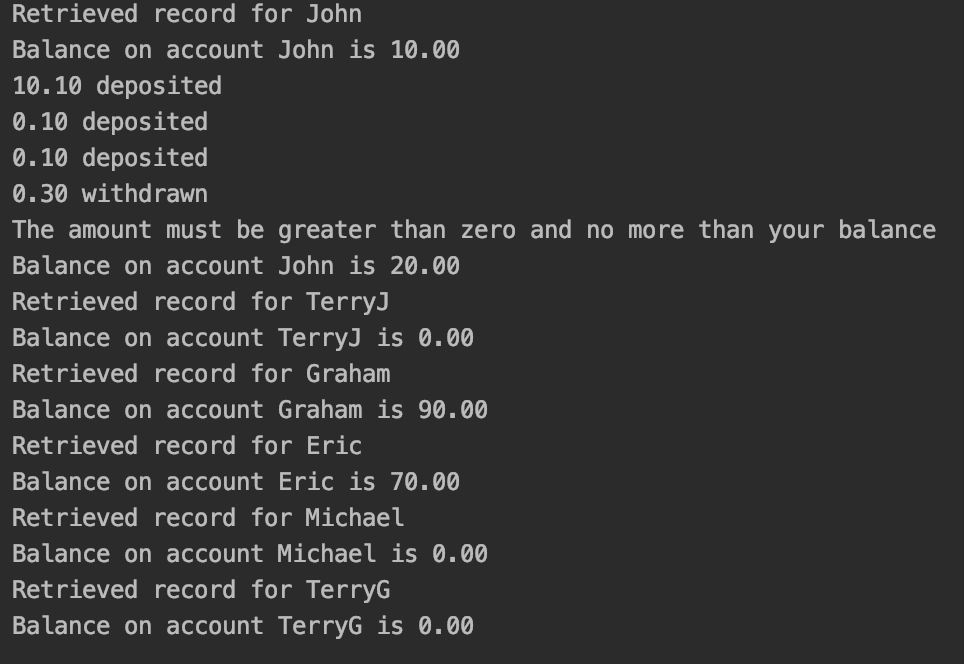 Retrieved record for John
Balance on account John is 10.00
10.10 deposited
0.10 deposited
0.10 deposited
0.30 withdrawn
The amount must be greater than zero and no more than your balance
Balance on account John is 20.00
Retrieved record for TerryJ
Balance on account TerryJ is 0.00
Retrieved record for Graham
Balance on account Graham is 90.00
Retrieved record for Eric
Balance on account Eric is 70.00
Retrieved record for Michael
Balance on account Michael is 0.00
Retrieved record for TerryG
Balance on account TerryG is 0.00